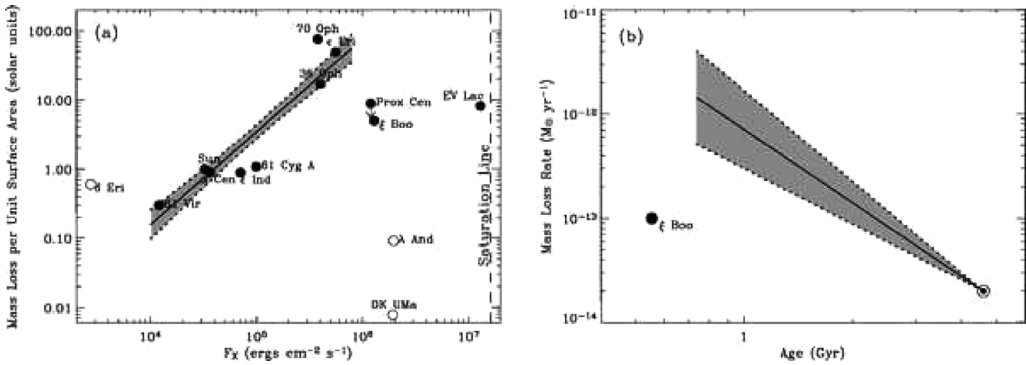 (a)
70 Oph
ε Eri
36 Oph
Prox Cen
EV Lac
ξ Boo
Sun
α Cen
61 Cyg A
ε Ind
δ Eri
61 Vir
λ And
DK UMa
Saturation Line
100.00
10.00
1.00
0.10
0.01
Mass Loss per Unit Surface Area (solar units)
10⁴
10⁵
10⁶
10⁷
Fₓ (ergs cm⁻² s⁻¹)
(b)
10⁻¹¹
10⁻¹²
10⁻¹³
10⁻¹⁴
Mass Loss Rate (M⊙ yr⁻¹)
ξ Boo
1
Age (Gyr)